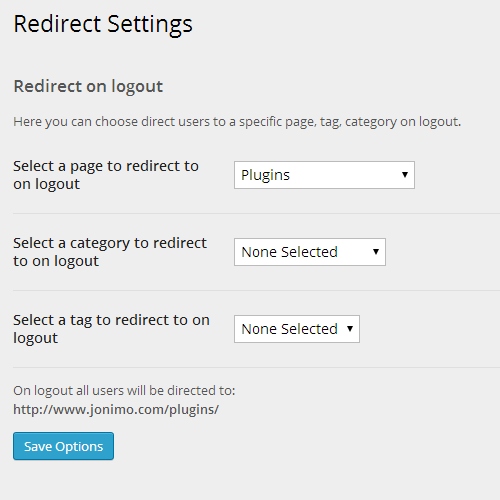 Redirect Settings
Redirect on logout
Here you can choose direct users to a specific page, tag, category on logout.
Select a page to redirect to
on logout
Plugins
Select a category to redirect
to on logout
None Selected
Select a tag to redirect to on
logout
None Selected
On logout all users will be directed to:
http://www.jonimo.com/plugins/
Save Options